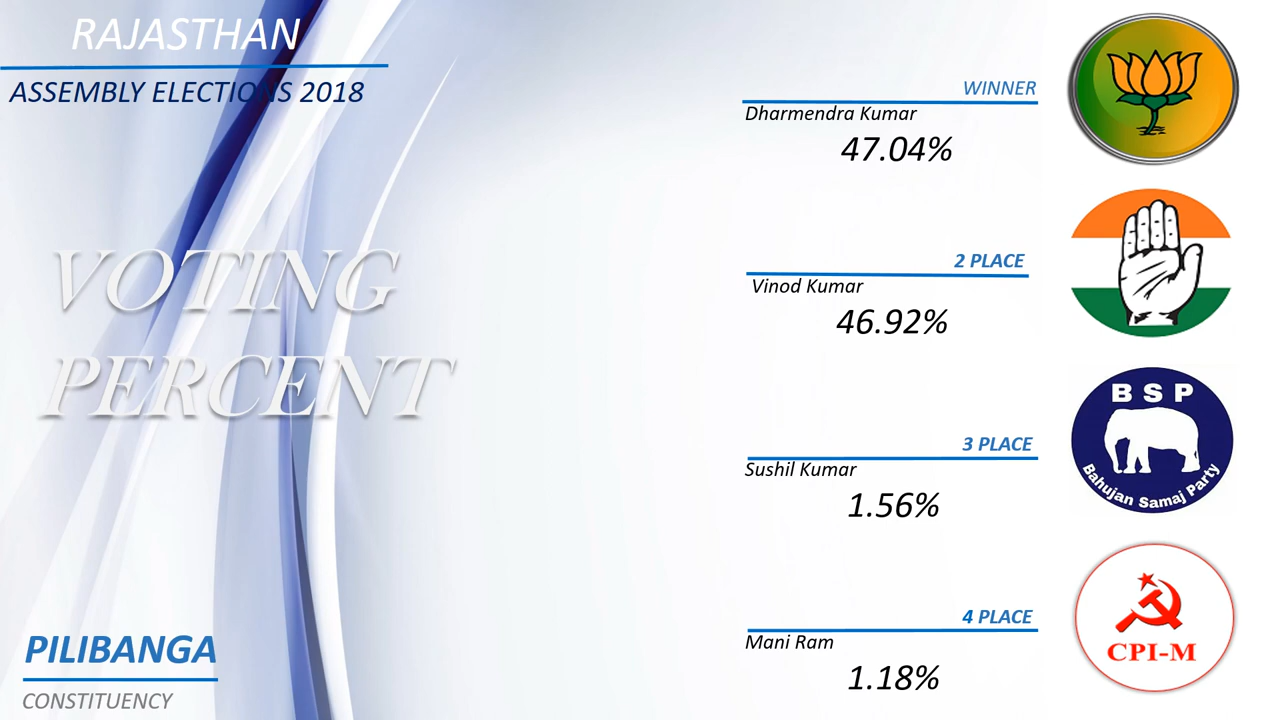 RAJASTHAN
ASSEMBLY ELECTIONS 2018
VOTING
PERCENT
PILIBANGA
CONSTITUENCY
WINNER
Dharmendra Kumar
47.04%
2 PLACE
Vinod Kumar
46.92%
3 PLACE
Sushil Kumar
1.56%
4 PLACE
Mani Ram
1.18%
BSP
Bahujan Samaj Party
CPI-M